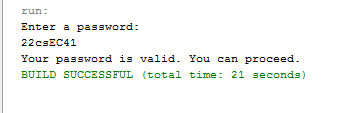 run:
Enter a password:
22csEC41
Your password is valid. You can proceed.
BUILD SUCCESSFUL (total time: 21 seconds)